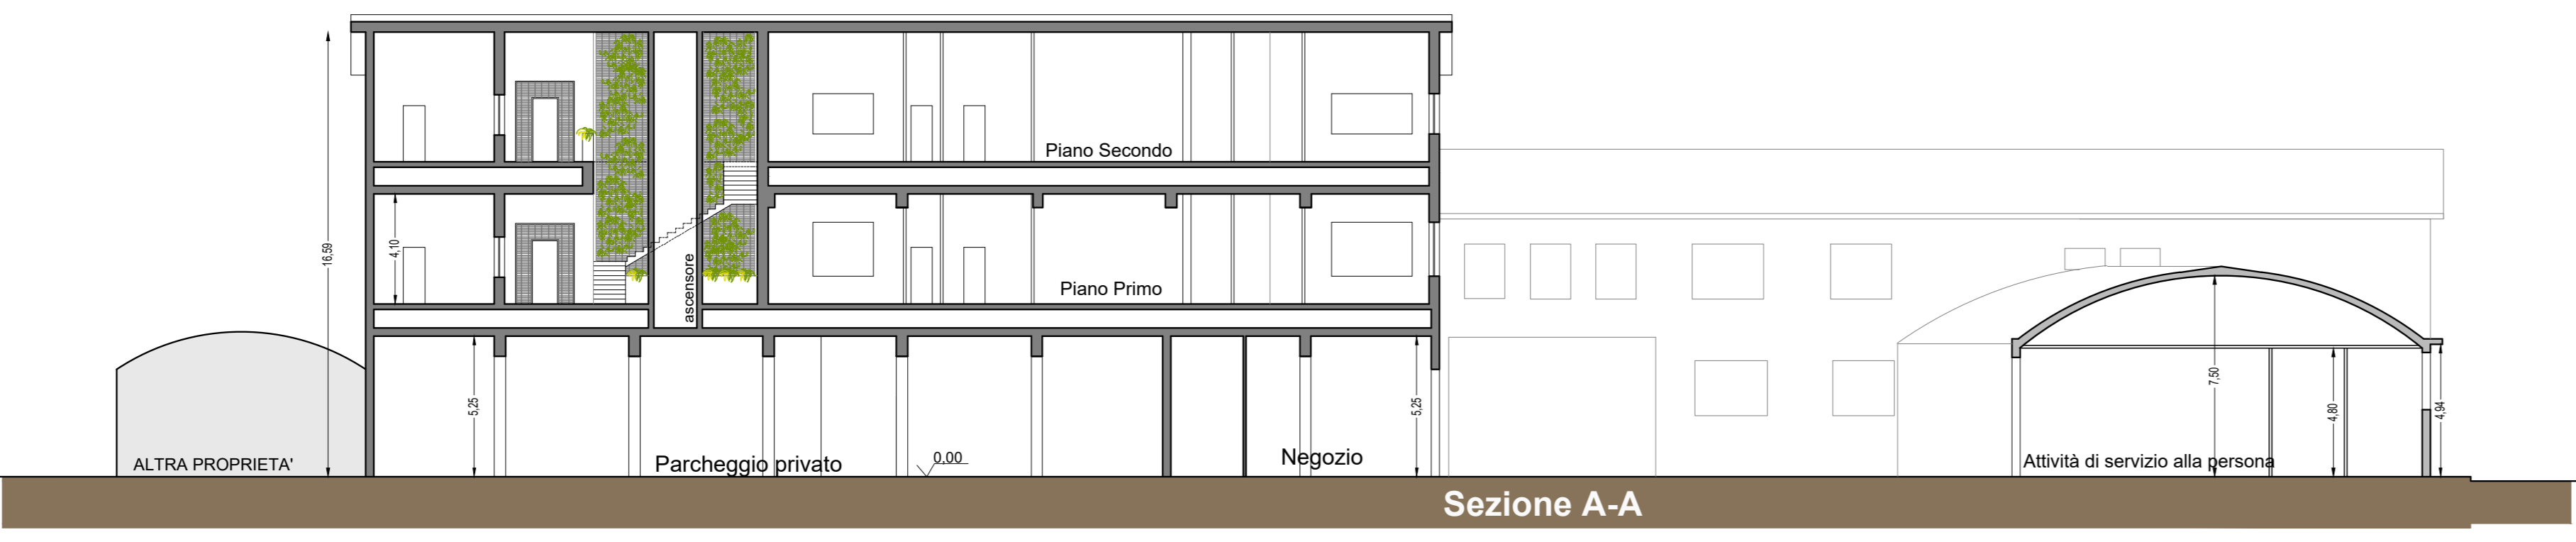 Piano Secondo
16,59
4,10
ascensore
Piano Primo
5,25
5,25
7,50
4,80
4,94
ALTRA PROPRIETA'
Parcheggio privato
0,00
Negozio
Attività di servizio alla persona
Sezione A-A